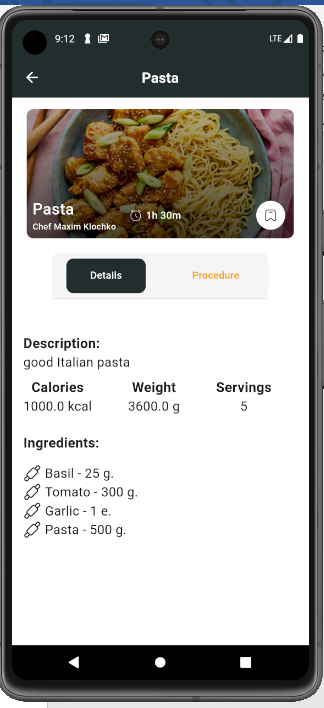 9:12 LTE
Pasta
Pasta
1h 30m
Chef Maxim Klochko
Details Procedure
Description:
good Italian pasta
Calories Weight Servings
1000.0 kcal 3600.0 g 5
Ingredients:
Basil - 25 g.
Tomato - 300 g.
Garlic - 1 e.
Pasta - 500 g.